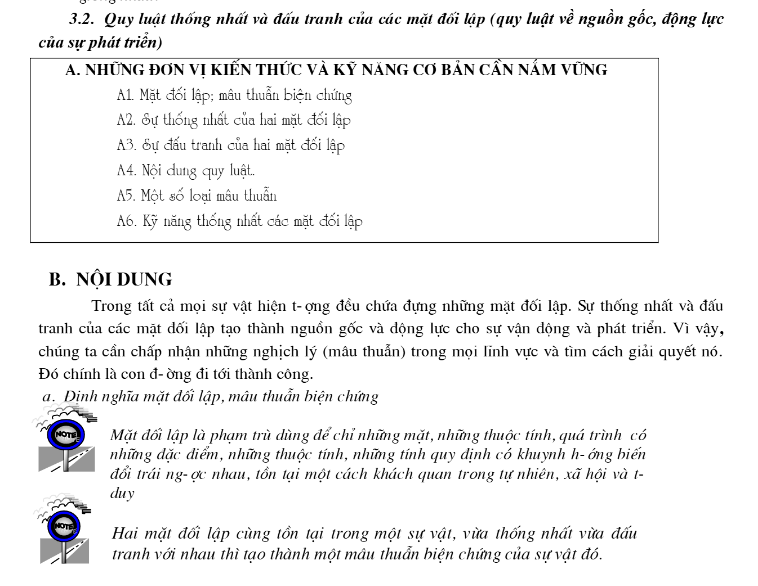 3.2. Quy luật thống nhất và đấu tranh của các mặt đối lập (quy luật về nguồn gốc, động lực
của sự phát triển)
A. NHỮNG ĐƠN VỊ KIẾN THỨC VÀ KỸ NĂNG CƠ BẢN CẦN NẮM VỮNG
A1. Mặt đối lập; mâu thuẫn biện chứng
A2. Sự thống nhất của hai mặt đối lập
A3. Sự đấu tranh của hai mặt đối lập
A4. Nội dung quy luật.
A5. Một số loại mâu thuẫn
A6. Kỹ năng thống nhất các mặt đối lập
B. NỘI DUNG
Trong tất cả mọi sự vật hiện t- ợng đều chứa đựng những mặt đối lập. Sự thống nhất và đấu
tranh của các mặt đối lập tạo thành nguồn gốc và động lực cho sự vận động và phát triển. Vì vậy,
chúng ta cần chấp nhận những nghịch lý (mâu thuẫn) trong mọi lĩnh vực và tìm cách giải quyết nó.
Đó chính là con đ- ờng đi tới thành công.
a. Định nghĩa mặt đối lập, mâu thuẫn biện chứng
NOTE
Mặt đối lập là phạm trù dùng để chỉ những mặt, những thuộc tính, quá trình có
những đặc điểm, những thuộc tính, những tính quy định có khuynh h- ớng biến
đổi trái ng- ợc nhau, tồn tại một cách khách quan trong tự nhiên, xã hội và t-
duy
NOTE
Hai mặt đối lập cùng tồn tại trong một sự vật, vừa thống nhất vừa đấu
tranh với nhau thì tạo thành một mâu thuẫn biện chứng của sự vật đó.